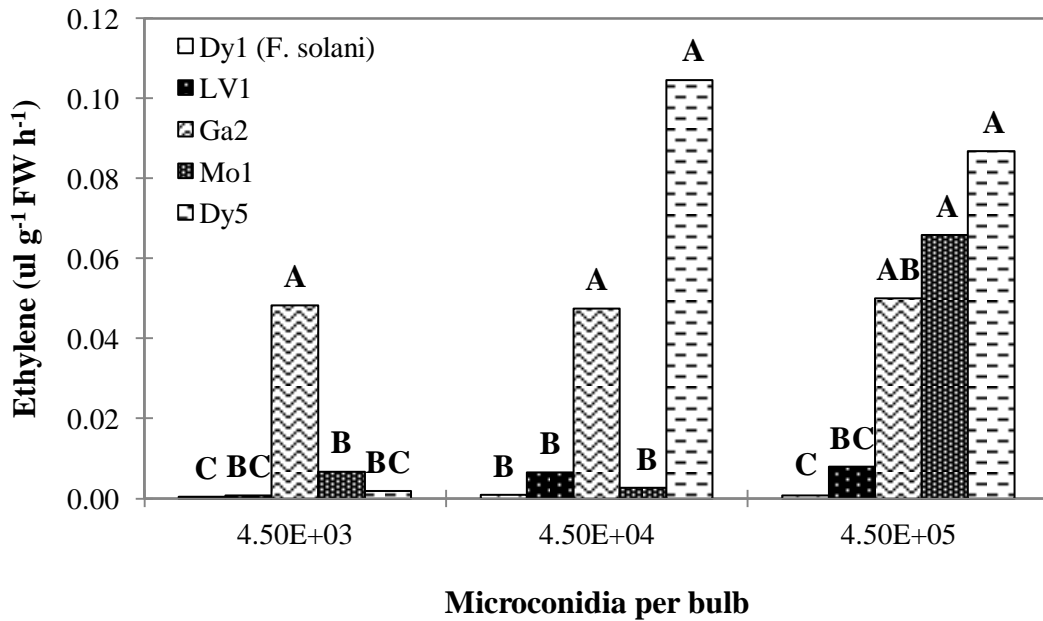 Ethylene (ul g-1 FW h-1)
0.12
0.10
0.08
0.06
0.04
0.02
0.00
Dy1 (F. solani)
LV1
Ga2
Mo1
Dy5
C BC A B BC
B B A B A
C BC AB A A
4.50E+03 4.50E+04 4.50E+05
Microconidia per bulb